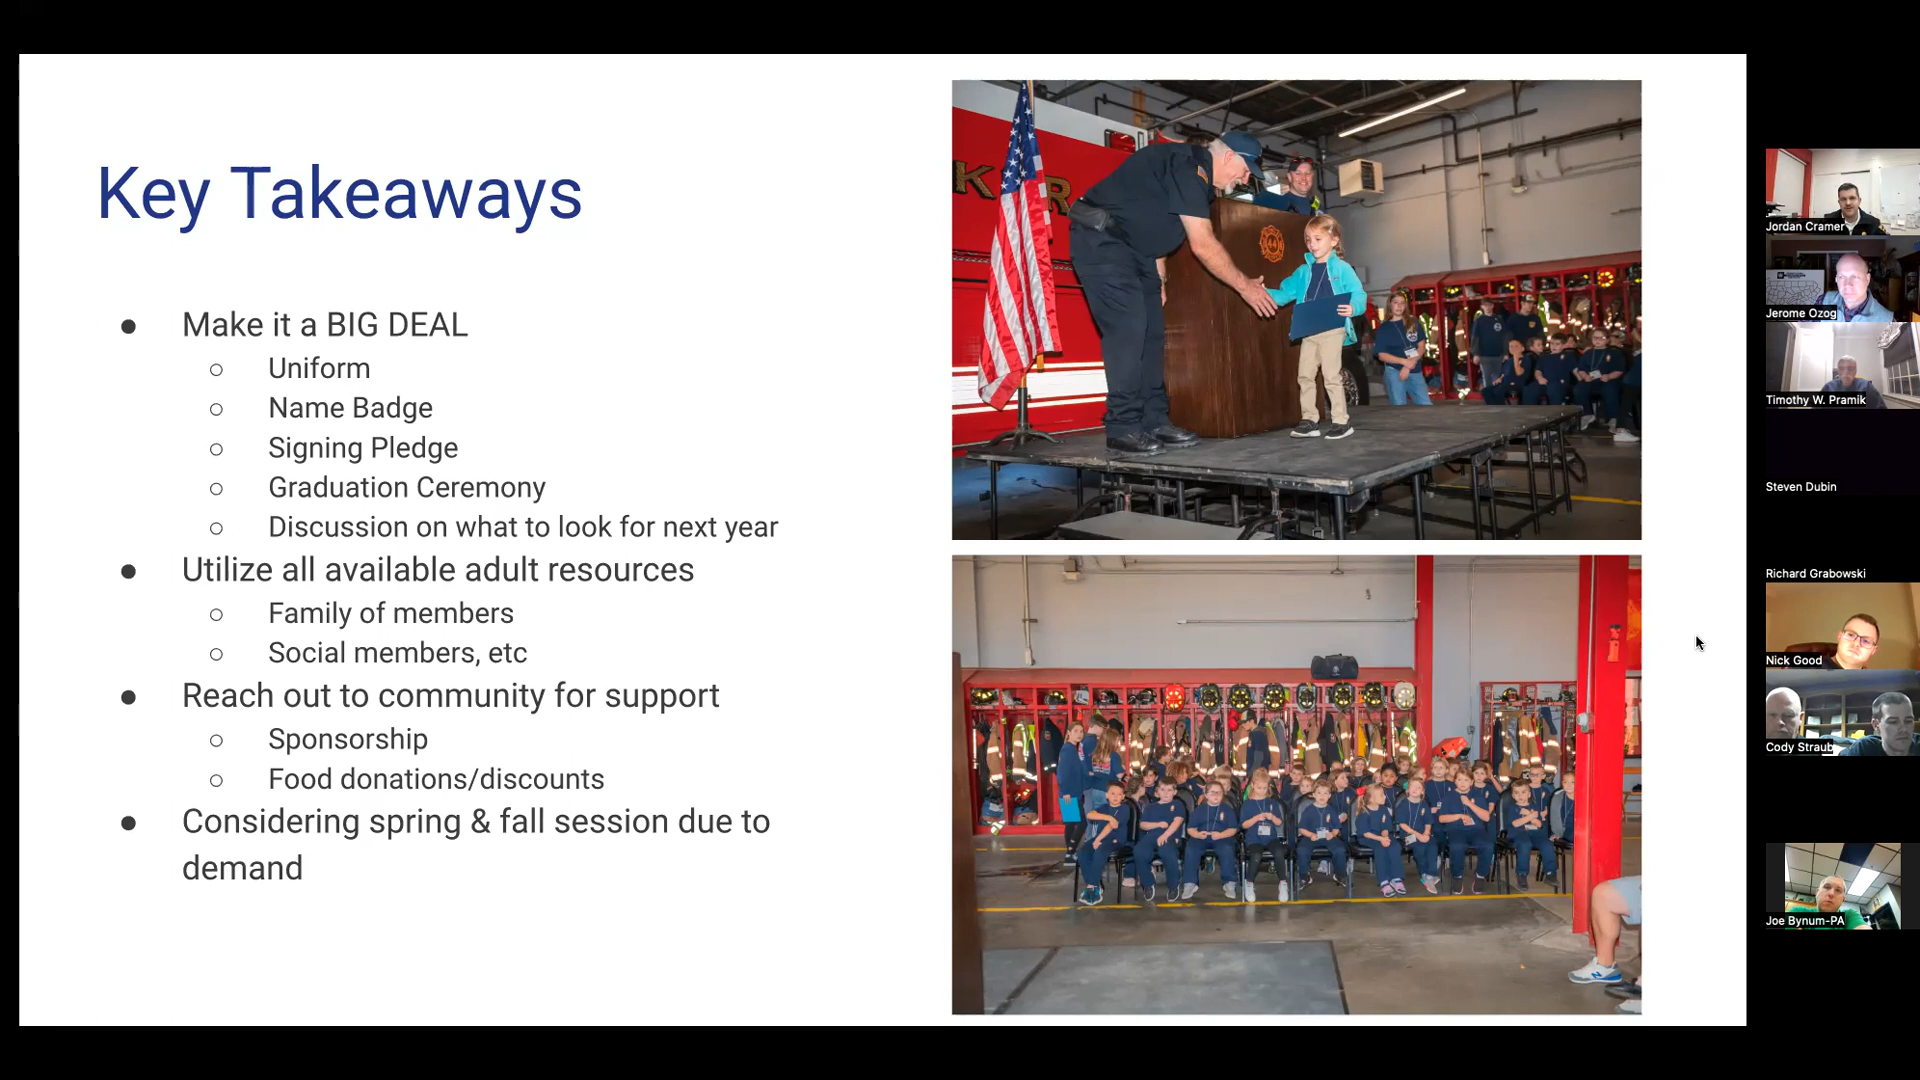 Key Takeaways
● Make it a BIG DEAL
○ Uniform
○ Name Badge
○ Signing Pledge
○ Graduation Ceremony
○ Discussion on what to look for next year
● Utilize all available adult resources
○ Family of members
○ Social members, etc
● Reach out to community for support
○ Sponsorship
○ Food donations/discounts
● Considering spring & fall session due to
demand
K
R
44
Jordan Cramer
Jerome Ozog
Timothy W. Pramik
Steven Dubin
Richard Grabowski
Nick Good
Cody Straub
Joe Bynum-PA